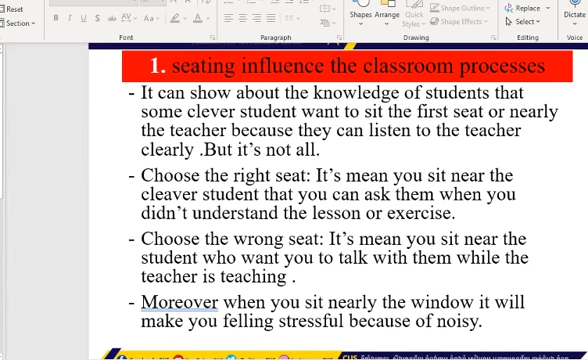 Reset
B I U S ab AV Aa A
Paragraph
Shapes Arrange Quick Styles
Shape Outline
Shape Effects
Drawing
Replace
Select
Editing
Dictate
Voice
1. seating influence the classroom processes
- It can show about the knowledge of students that
some clever student want to sit the first seat or nearly
the teacher because they can listen to the teacher
clearly .But it's not all.
- Choose the right seat: It's mean you sit near the
cleaver student that you can ask them when you
didn't understand the lesson or exercise.
- Choose the wrong seat: It's mean you sit near the
student who want you to talk with them while the
teacher is teaching .
- Moreover when you sit nearly the window it will
make you felling stressful because of noisy.
CUS